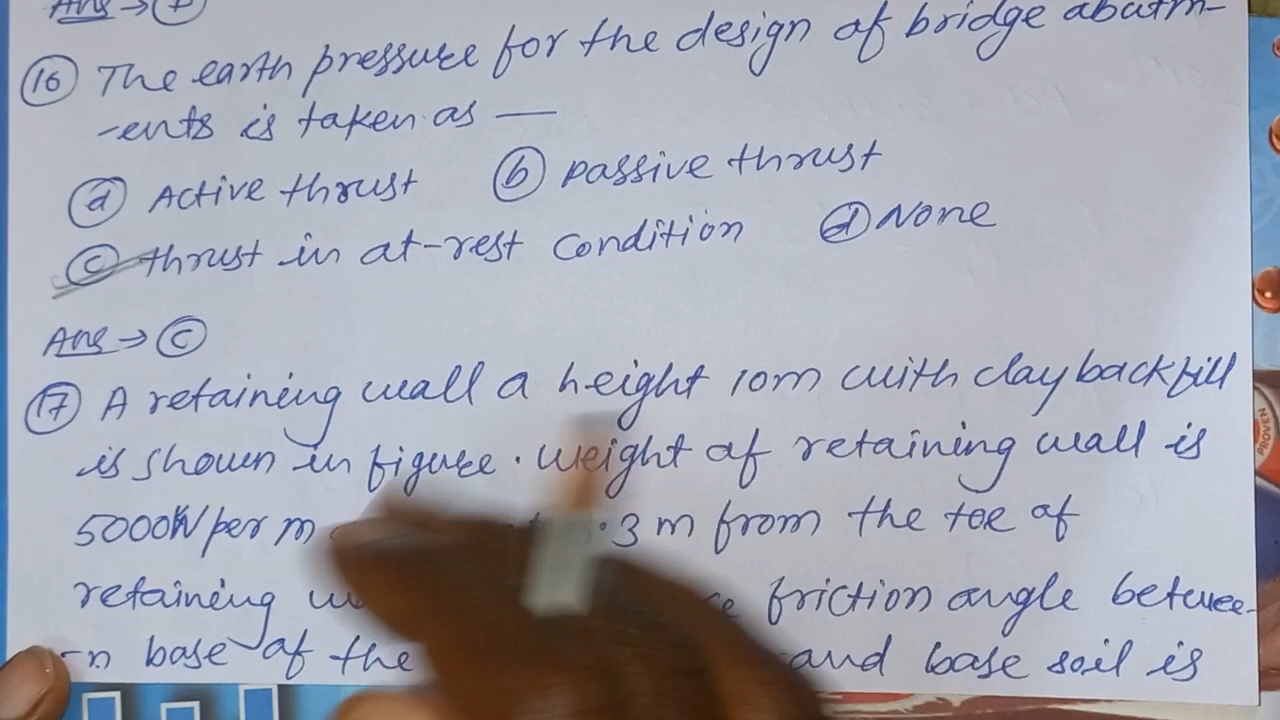 Ans → 
(16) The earth pressure for the design of bridge abutm-
-ents is taken as —
(a) Active thrust (b) passive thrust
(c) thrust in at-rest condition (d) None
Ans → (c)
(17) A retaining wall a height 10m with clay backfill
is shown in figure. weight of retaining wall is
5000KN per m 3 m from the toe of
retaining friction angle betwee-
-n base of the and base soil is
PROVEN